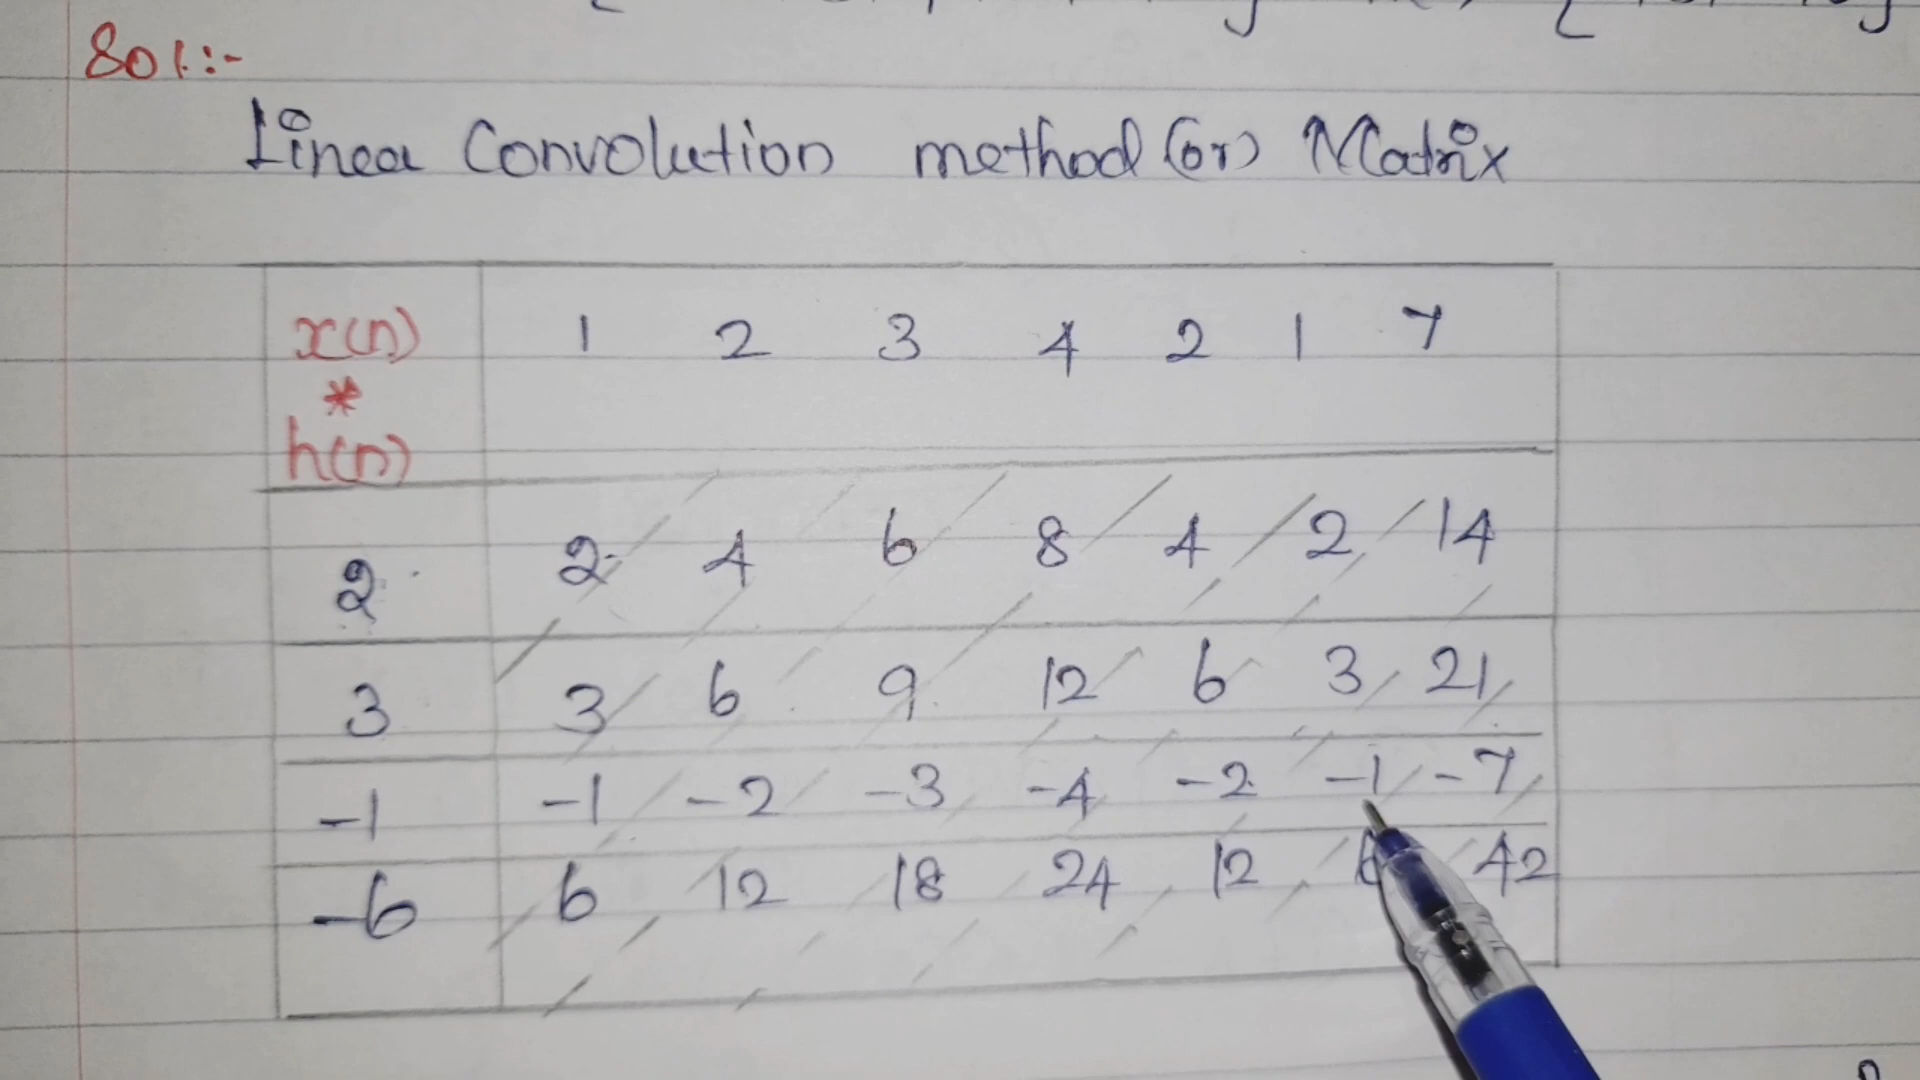 Sol:-
Linea Convolution method (or) Matrix
x(n) 1 2 3 4 2 1 7
*
h(n)
2 2 4 6 8 4 2 14
3 3 6 9 12 6 3 21
-1 -1 -2 -3 -4 -2 -1 -7
-6 6 12 18 24 12 6 42